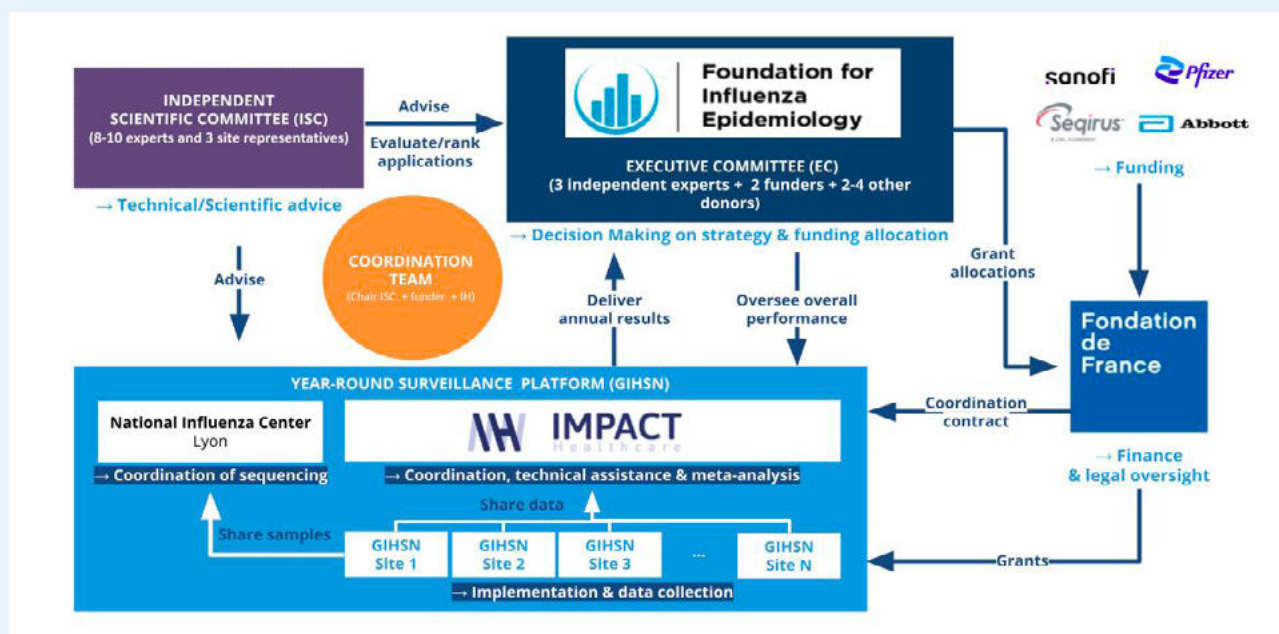 INDEPENDENT
SCIENTIFIC COMMITTEE (ISC)
(8-10 experts and 3 site representatives)
→ Technical/Scientific advice
Advise
Evaluate/rank
applications
Foundation for
Influenza
Epidemiology
EXECUTIVE COMMITTEE (EC)
(3 independent experts + 2 funders + 2-4 other
donors)
→ Decision Making on strategy & funding allocation
sanofi
Pfizer
Seqirus
Abbott
→ Funding
Advise
COORDINATION
TEAM
(Chair ISC + funder + IH)
Deliver
annual results
Oversee overall
performance
Grant
allocations
Fondation
de
France
Coordination
contract
→ Finance
& legal oversight
Grants
YEAR-ROUND SURVEILLANCE PLATFORM (GIHSN)
National Influenza Center
Lyon
→ Coordination of sequencing
IMPACT
Healthcare
→ Coordination, technical assistance & meta-analysis
Share data
Share samples
GIHSN
Site 1
GIHSN
Site 2
GIHSN
Site 3
...
GIHSN
Site N
→ Implementation & data collection